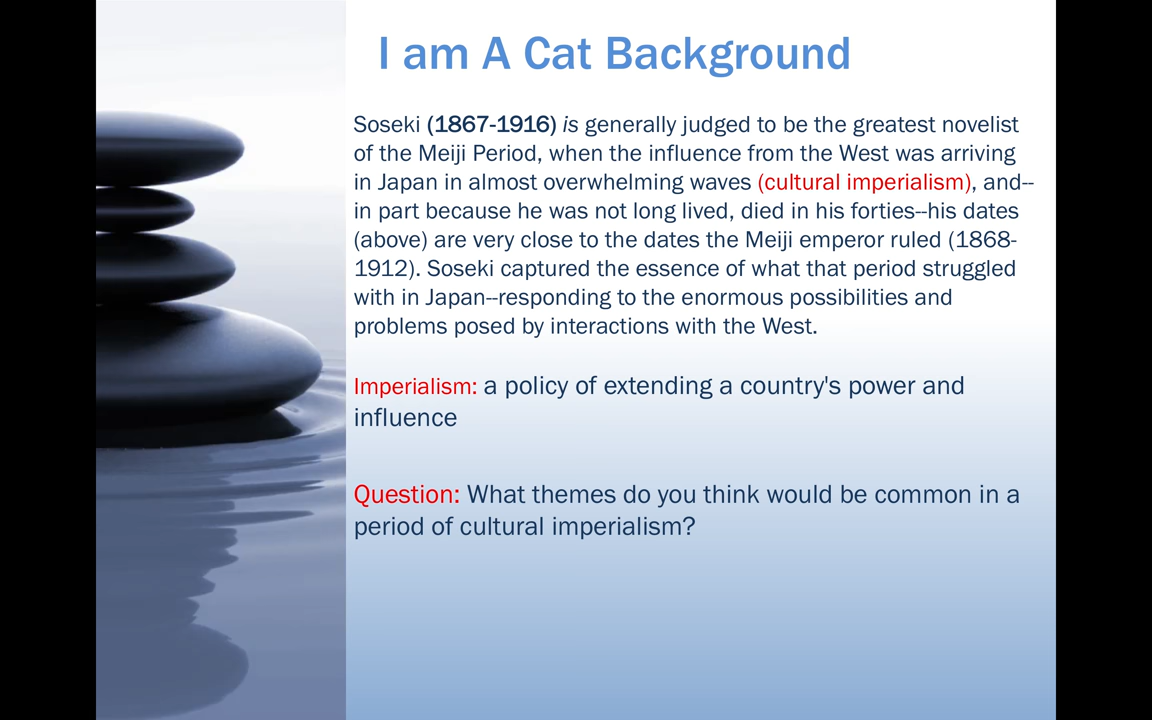 I am A Cat Background
Soseki (1867-1916) is generally judged to be the greatest novelist
of the Meiji Period, when the influence from the West was arriving
in Japan in almost overwhelming waves (cultural imperialism), and--
in part because he was not long lived, died in his forties--his dates
(above) are very close to the dates the Meiji emperor ruled (1868-
1912). Soseki captured the essence of what that period struggled
with in Japan--responding to the enormous possibilities and
problems posed by interactions with the West.
Imperialism: a policy of extending a country's power and
influence
Question: What themes do you think would be common in a
period of cultural imperialism?